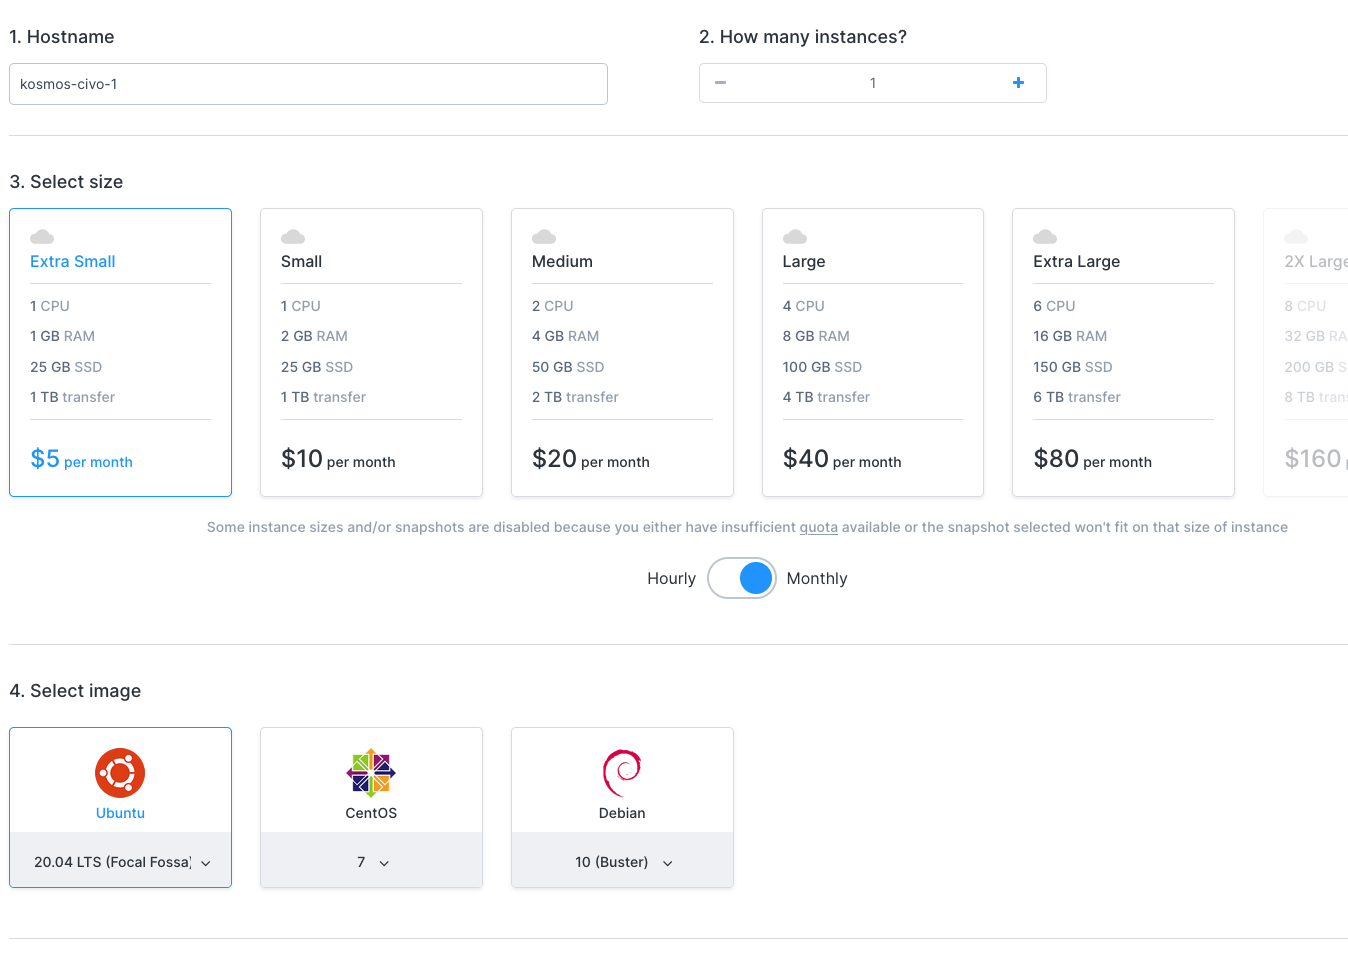 1. Hostname
kosmos-civo-1
2. How many instances?
1
3. Select size
Extra Small
1 CPU
1 GB RAM
25 GB SSD
1 TB transfer
$5 per month
Small
1 CPU
2 GB RAM
25 GB SSD
1 TB transfer
$10 per month
Medium
2 CPU
4 GB RAM
50 GB SSD
2 TB transfer
$20 per month
Large
4 CPU
8 GB RAM
100 GB SSD
4 TB transfer
$40 per month
Extra Large
6 CPU
16 GB RAM
150 GB SSD
6 TB transfer
$80 per month
2X Large
8 CPU
32 GB RA
200 GB S
8 TB trans
$160
Some instance sizes and/or snapshots are disabled because you either have insufficient quota available or the snapshot selected won't fit on that size of instance
Hourly Monthly
4. Select image
Ubuntu
20.04 LTS (Focal Fossa)
CentOS
7
Debian
10 (Buster)